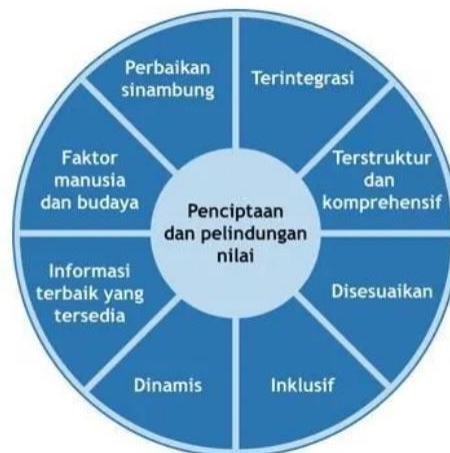 Penciptaan
dan pelindungan
nilai
Terintegrasi
Terstruktur
dan
komprehensif
Disesuaikan
Inklusif
Dinamis
Informasi
terbaik yang
tersedia
Faktor
manusia
dan budaya
Perbaikan
sinambung